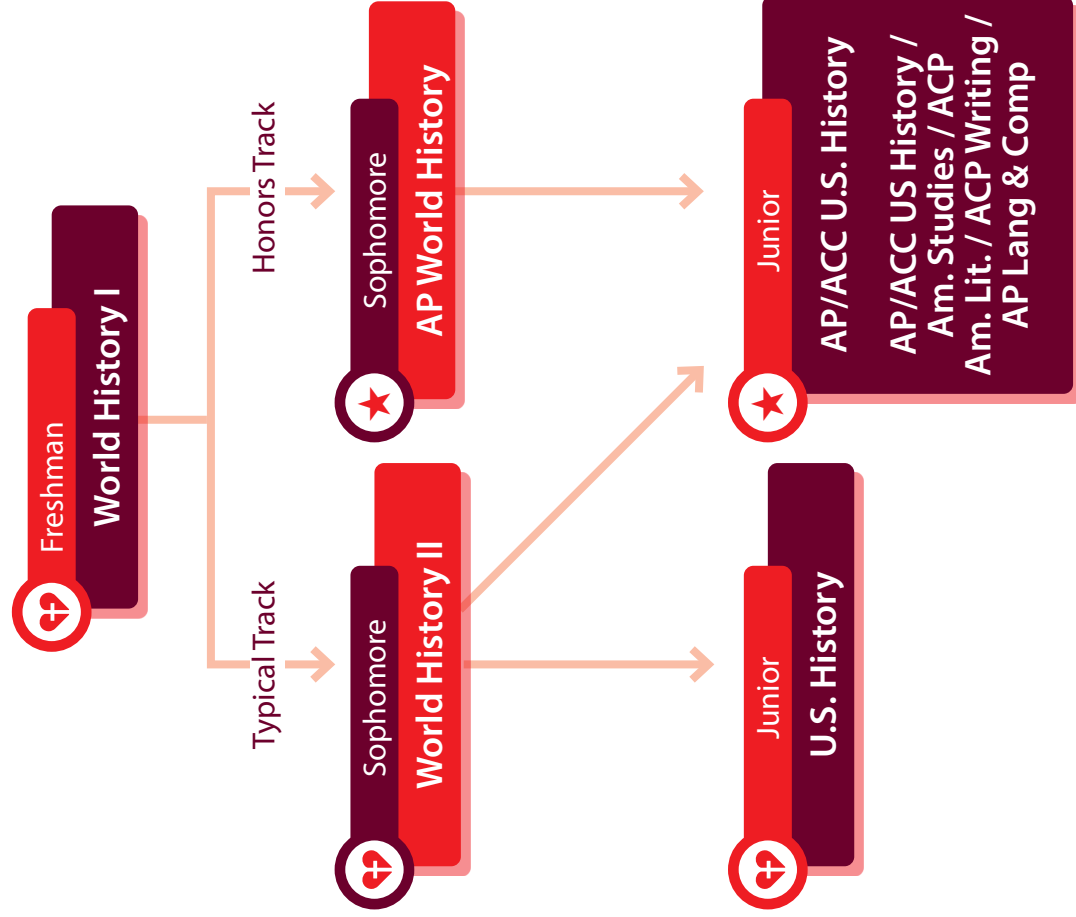 Freshman
World History I
Typical Track
Honors Track
Sophomore
World History II
Sophomore
AP World History
Junior
U.S. History
Junior
AP/ACC U.S. History
AP/ACC US History /
Am. Studies / ACP
Am. Lit. / ACP Writing /
AP Lang & Comp